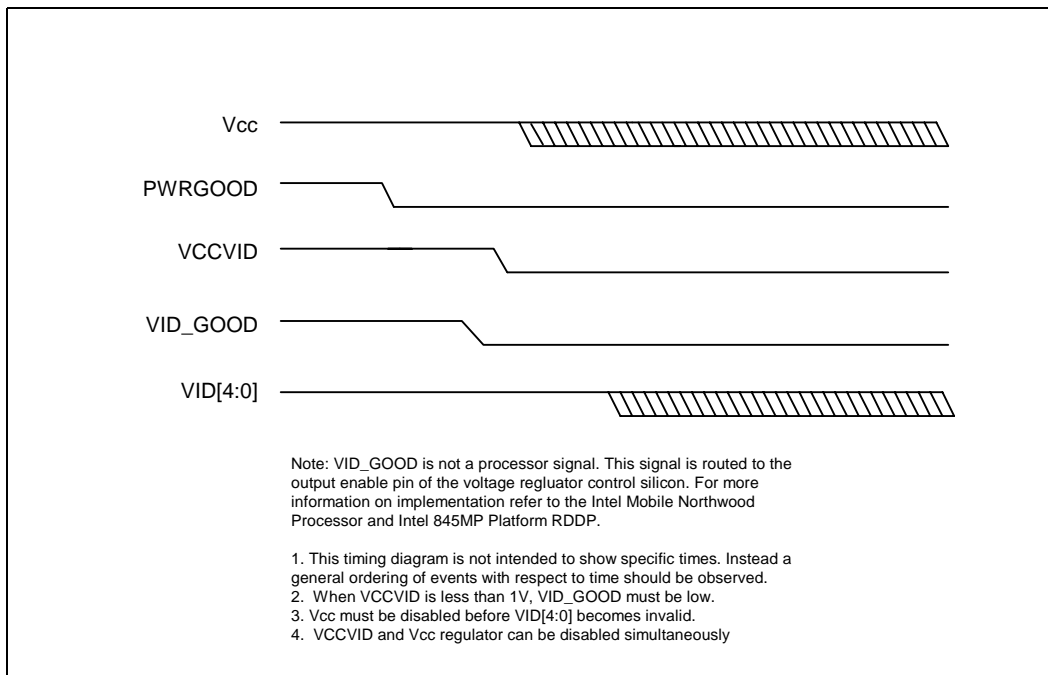 Vcc
PWRGOOD
VCCVID
VID_GOOD
VID[4:0]
Note: VID_GOOD is not a processor signal. This signal is routed to the
output enable pin of the voltage regluator control silicon. For more
information on implementation refer to the Intel Mobile Northwood
Processor and Intel 845MP Platform RDDP.
1. This timing diagram is not intended to show specific times. Instead a
general ordering of events with respect to time should be observed.
2. When VCCVID is less than 1V, VID_GOOD must be low.
3. Vcc must be disabled before VID[4:0] becomes invalid.
4. VCCVID and Vcc regulator can be disabled simultaneously